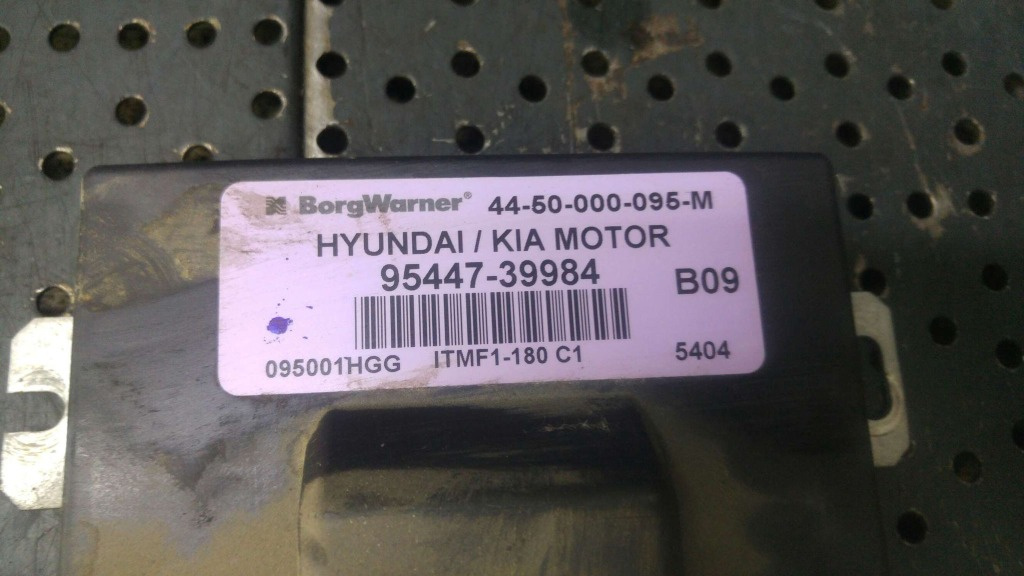 BorgWarner® 44-50-000-095-M
HYUNDAI / KIA MOTOR
95447-39984
B09
095001HGG ITMF1-180 C1 5404